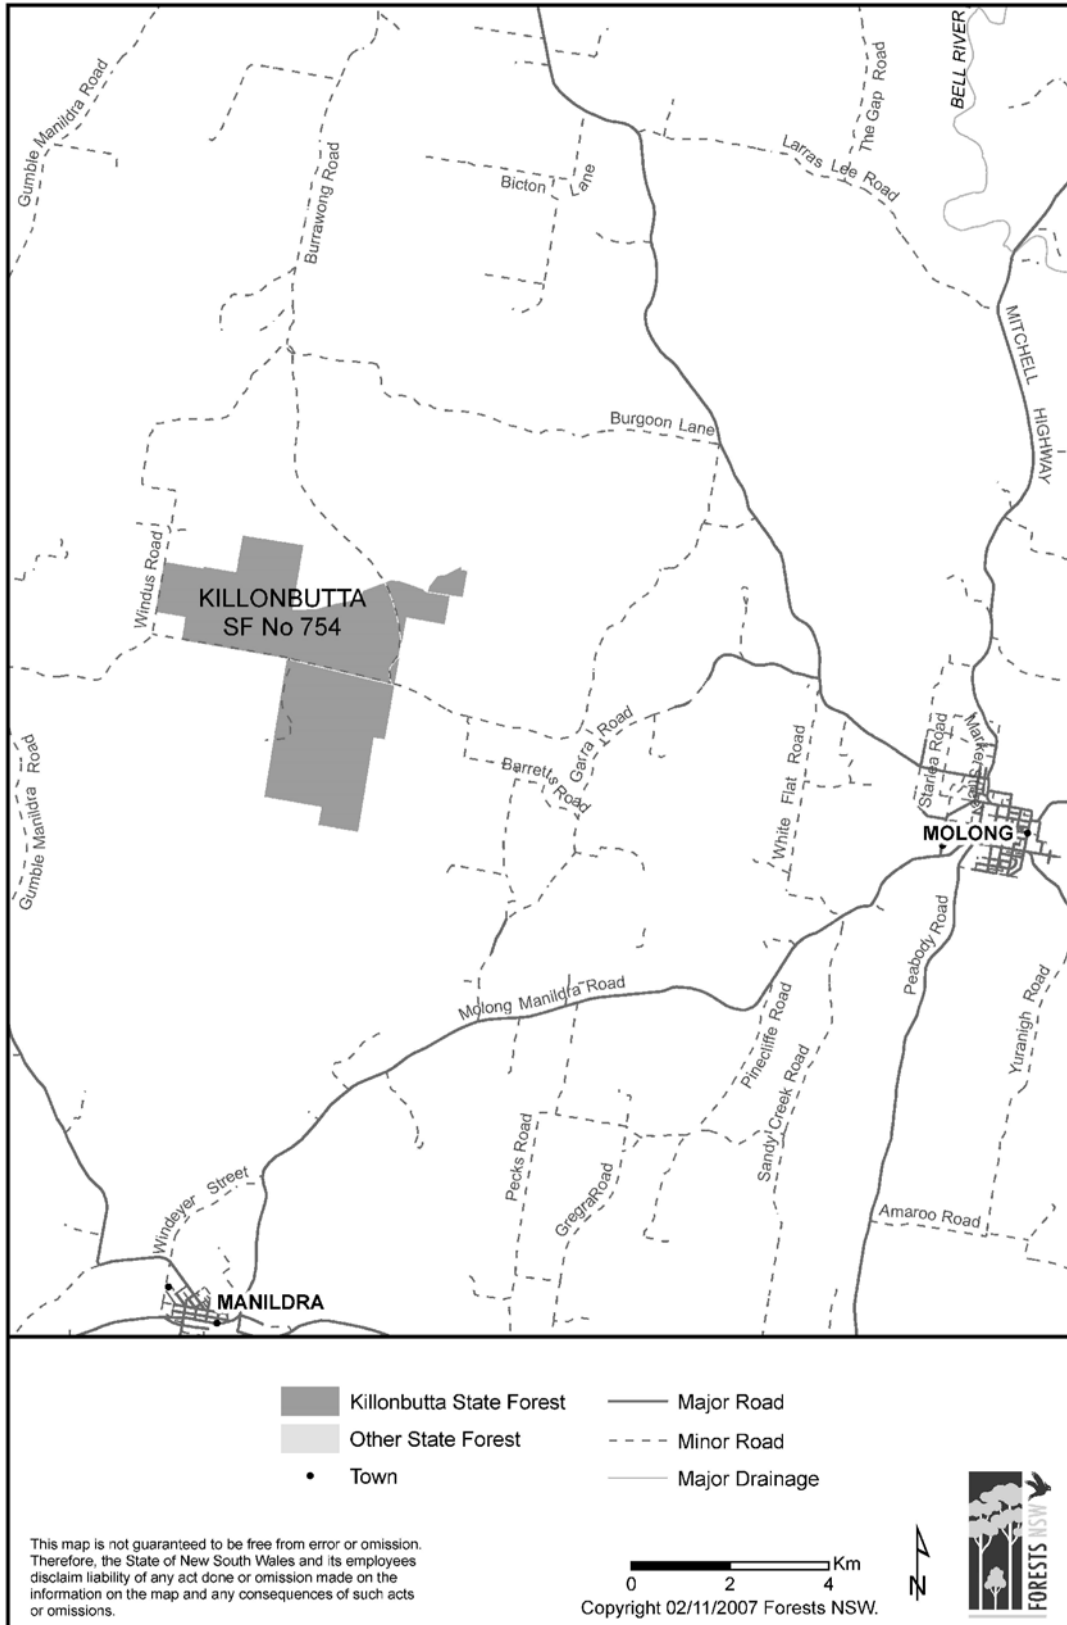 BELL RIVER
The Gap Road
Gumble Manildra Road
Larras Lee Road
Burrawong Road
Bicton Lane
MITCHELL HIGHWAY
Burgoon Lane
Windus Road
KILLONBUTTA
SF No 754
Garra Road
Starlea Road
Market Street
Gumble Manildra Road
Barretts Road
White Flat Road
MOLONG
Peabody Road
Molong Manildra Road
Pinecliffe Road
Yuranigh Road
Sandy Creek Road
Pecks Road
Gregra Road
Windeyer Street
Amaroo Road
MANILDRA
Killonbutta State Forest
Major Road
Other State Forest
Minor Road
Town
Major Drainage
This map is not guaranteed to be free from error or omission.
Therefore, the State of New South Wales and its employees
disclaim liability of any act done or omission made on the
information on the map and any consequences of such acts
or omissions.
Km
0 2 4
Copyright 02/11/2007 Forests NSW.
N
FORESTS NSW